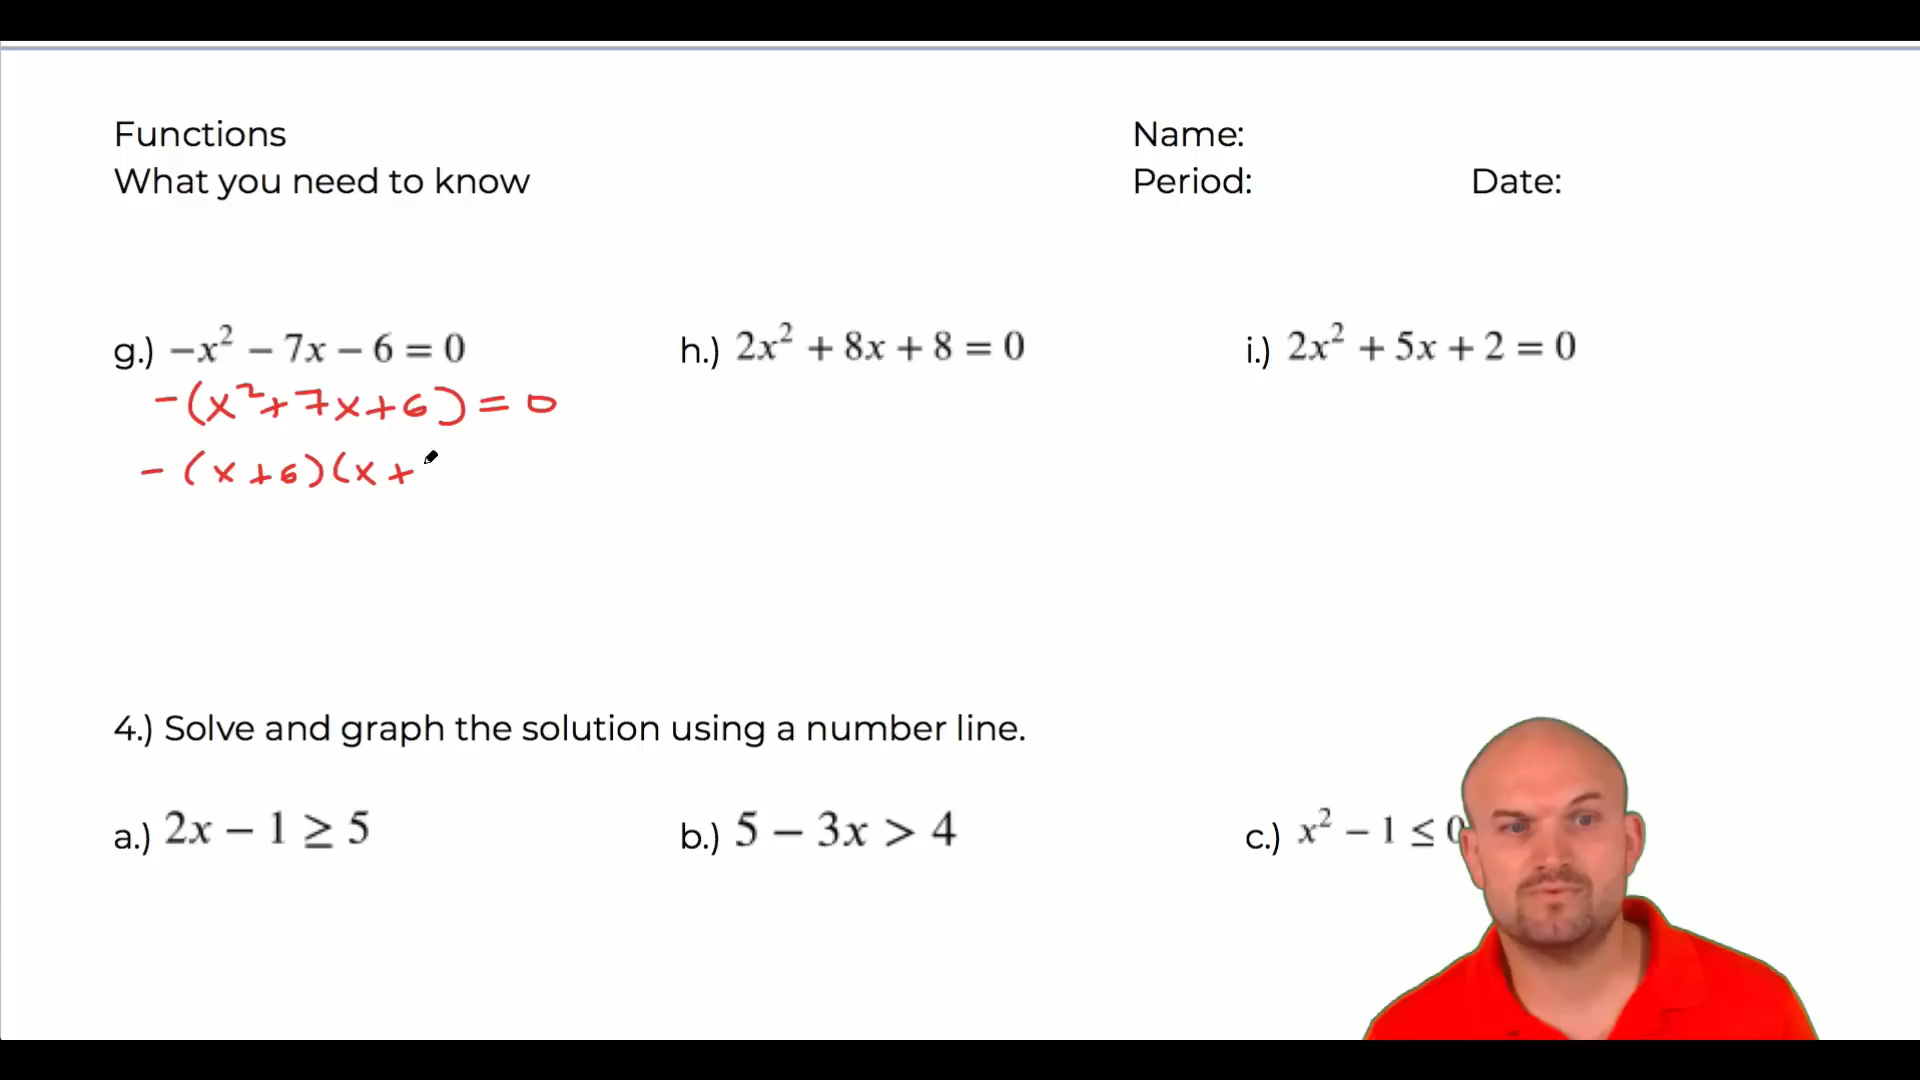 Functions
Name:
What you need to know
Period:
Date:
g.) −x² − 7x − 6 = 0
h.) 2x² + 8x + 8 = 0
i.) 2x² + 5x + 2 = 0
-(x²+7x+6)=0
-(x+6)(x+
4.) Solve and graph the solution using a number line.
a.) 2x − 1 ≥ 5
b.) 5 − 3x > 4
c.) x² − 1 ≤ 0